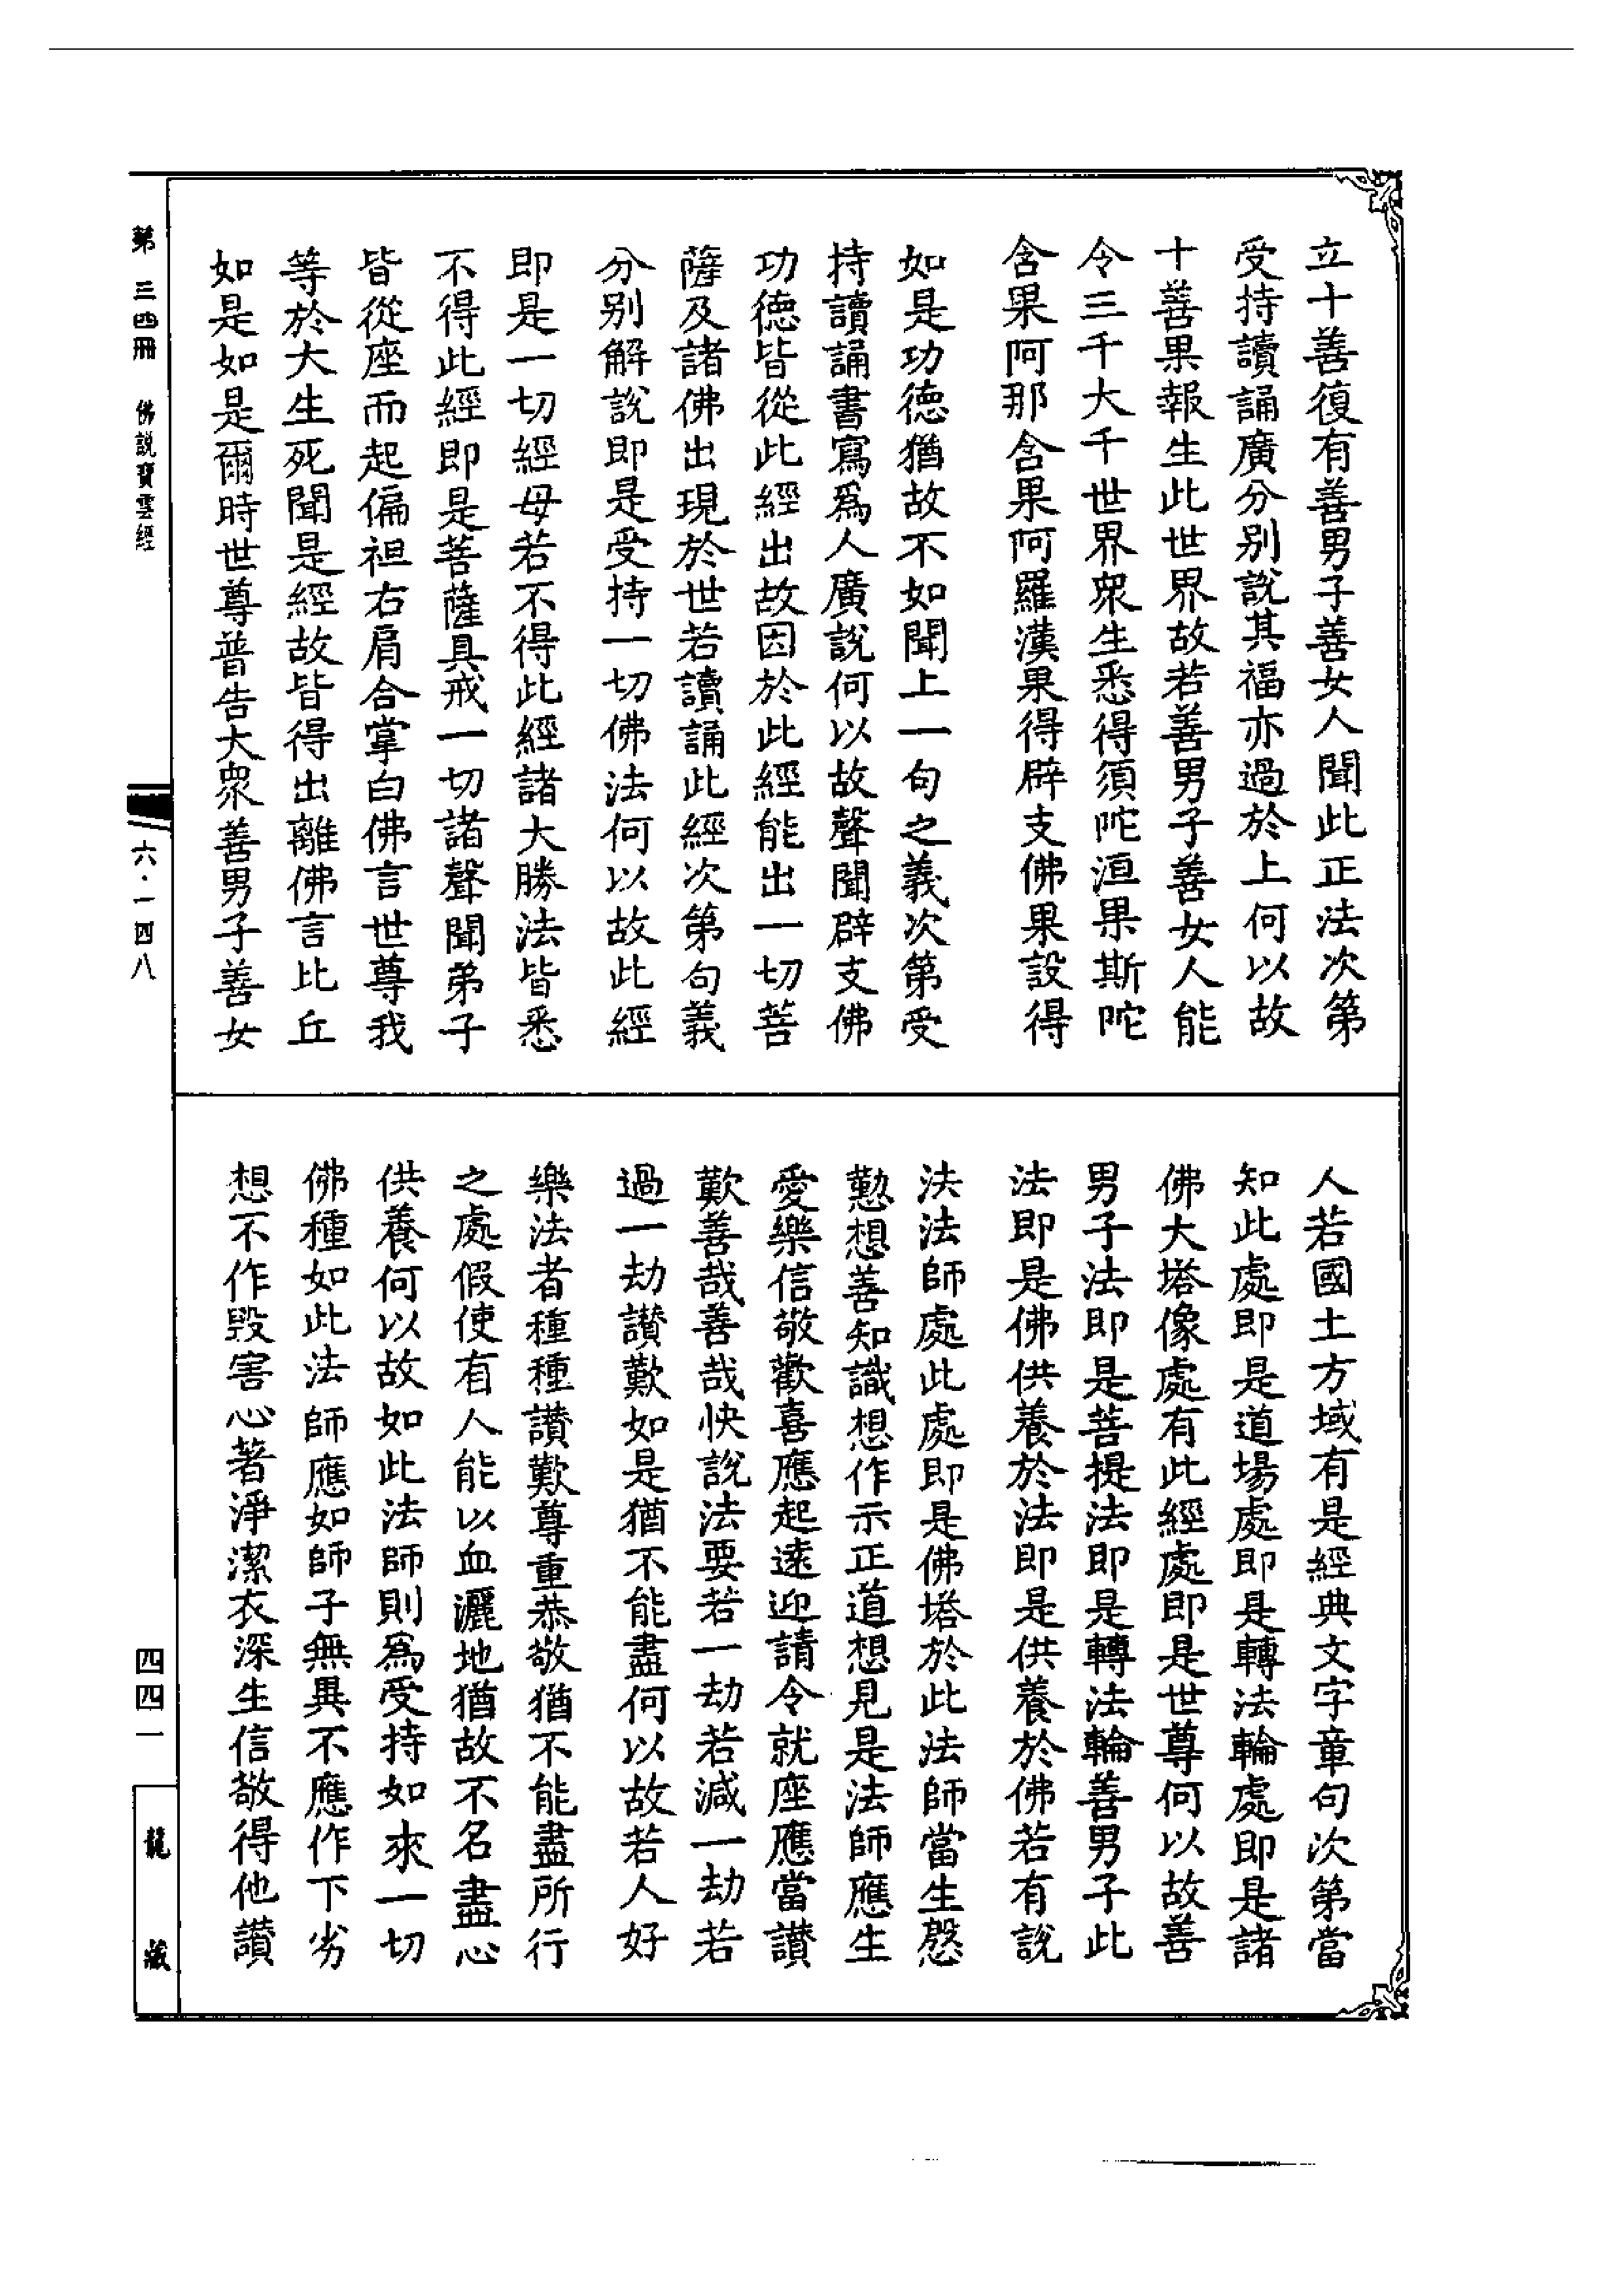 立十善復有善男子善女人聞此正法次第
受持讀誦廣分別說其福亦過於上何以故
十善果報生此世界故若善男子善女人能
令三千大千世界衆生悉得須陀洹果斯陀
含果阿那含果阿羅漢果得辟支佛果設得
如是功德猶故不如聞上一句之義次第受
持讀誦書寫爲人廣說何以故聲聞辟支佛
功德皆從此經出故因於此經能出一切菩
薩及諸佛出現於世若讀誦此經次第句義
分別解說即是受持一切佛法何以故此經
即是一切經母若不得此經諸大勝法皆悉
不得此經即是菩薩具戒一切諸聲聞弟子
皆從座而起偏袒右肩合掌白佛言世尊我
等於大生死聞是經故皆得出離佛言比丘
如是如是爾時世尊普告大衆善男子善女
人若國土方域有是經典文字章句次第當
知此處即是道場處即是轉法輪處即是諸
佛大塔像處有此經處即是世尊何以故善
男子法即是菩提法即是轉法輪善男子此
法即是佛供養於法即是供養於佛若有說
法法師處此處即是佛塔於此法師當生慇
懃想善知識想作示正道想見是法師應生
愛樂信敬歡喜應起遠迎請令就座應當讃
歎善哉善哉快說法要若一劫若減一劫若
過一劫讃歎如是猶不能盡何以故若人好
樂法者種種讃歎尊重恭敬猶不能盡所行
之處假使有人能以血灑地猶故不名盡心
供養何以故如此法師則爲受持如來一切
佛種如此法師應如師子無異不應作下劣
想不作毀害心著淨潔衣深生信敬得他讃
第三四冊 佛說寶雲經
六·一四八
四四一
龍藏